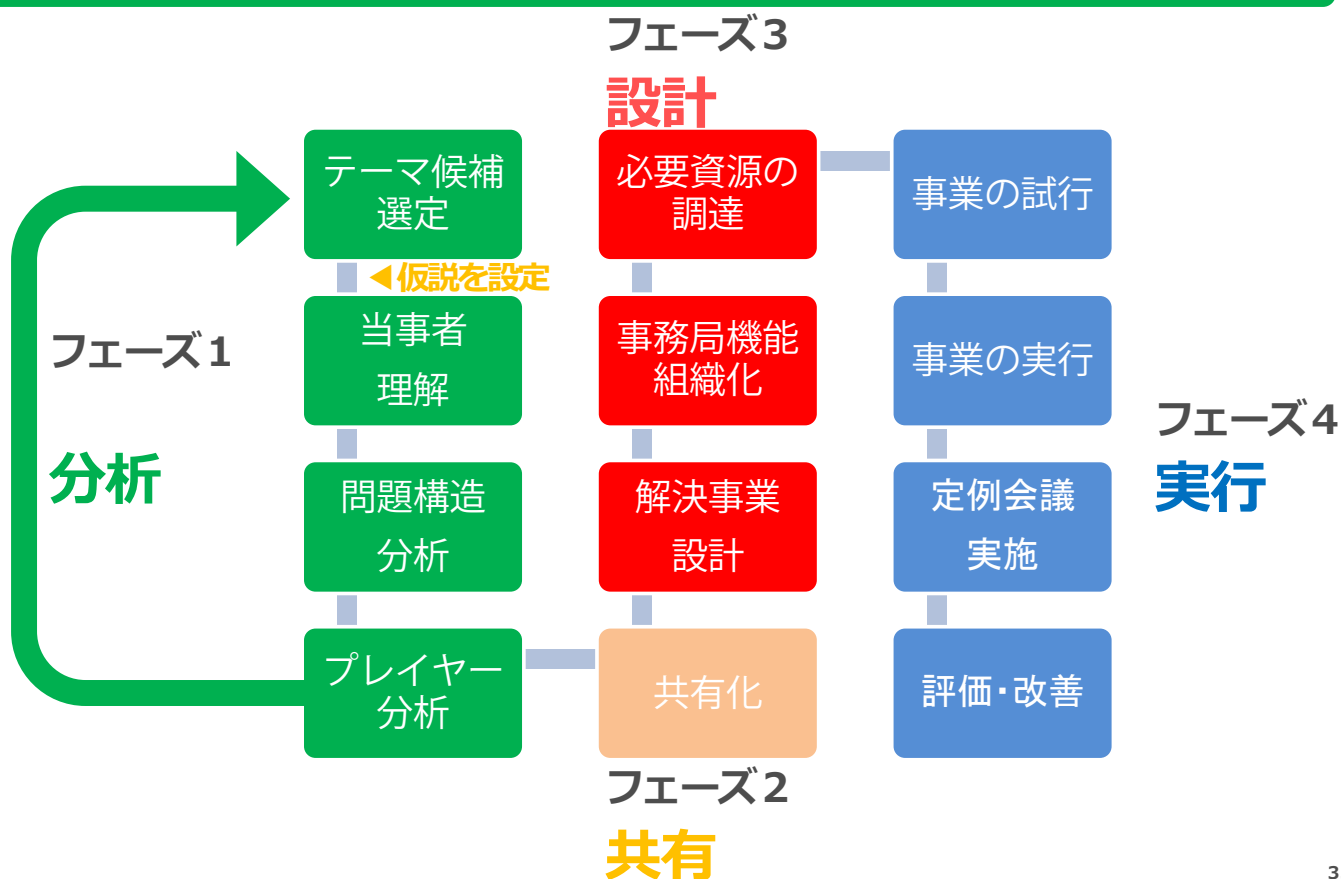 フェーズ1
分析
テーマ候補
選定
◀仮説を設定
当事者
理解
問題構造
分析
プレイヤー
分析
フェーズ3
設計
必要資源の
調達
事務局機能
組織化
解決事業
設計
共有化
フェーズ2
共有
事業の試行
事業の実行
定例会議
実施
評価・改善
フェーズ4
実行
3